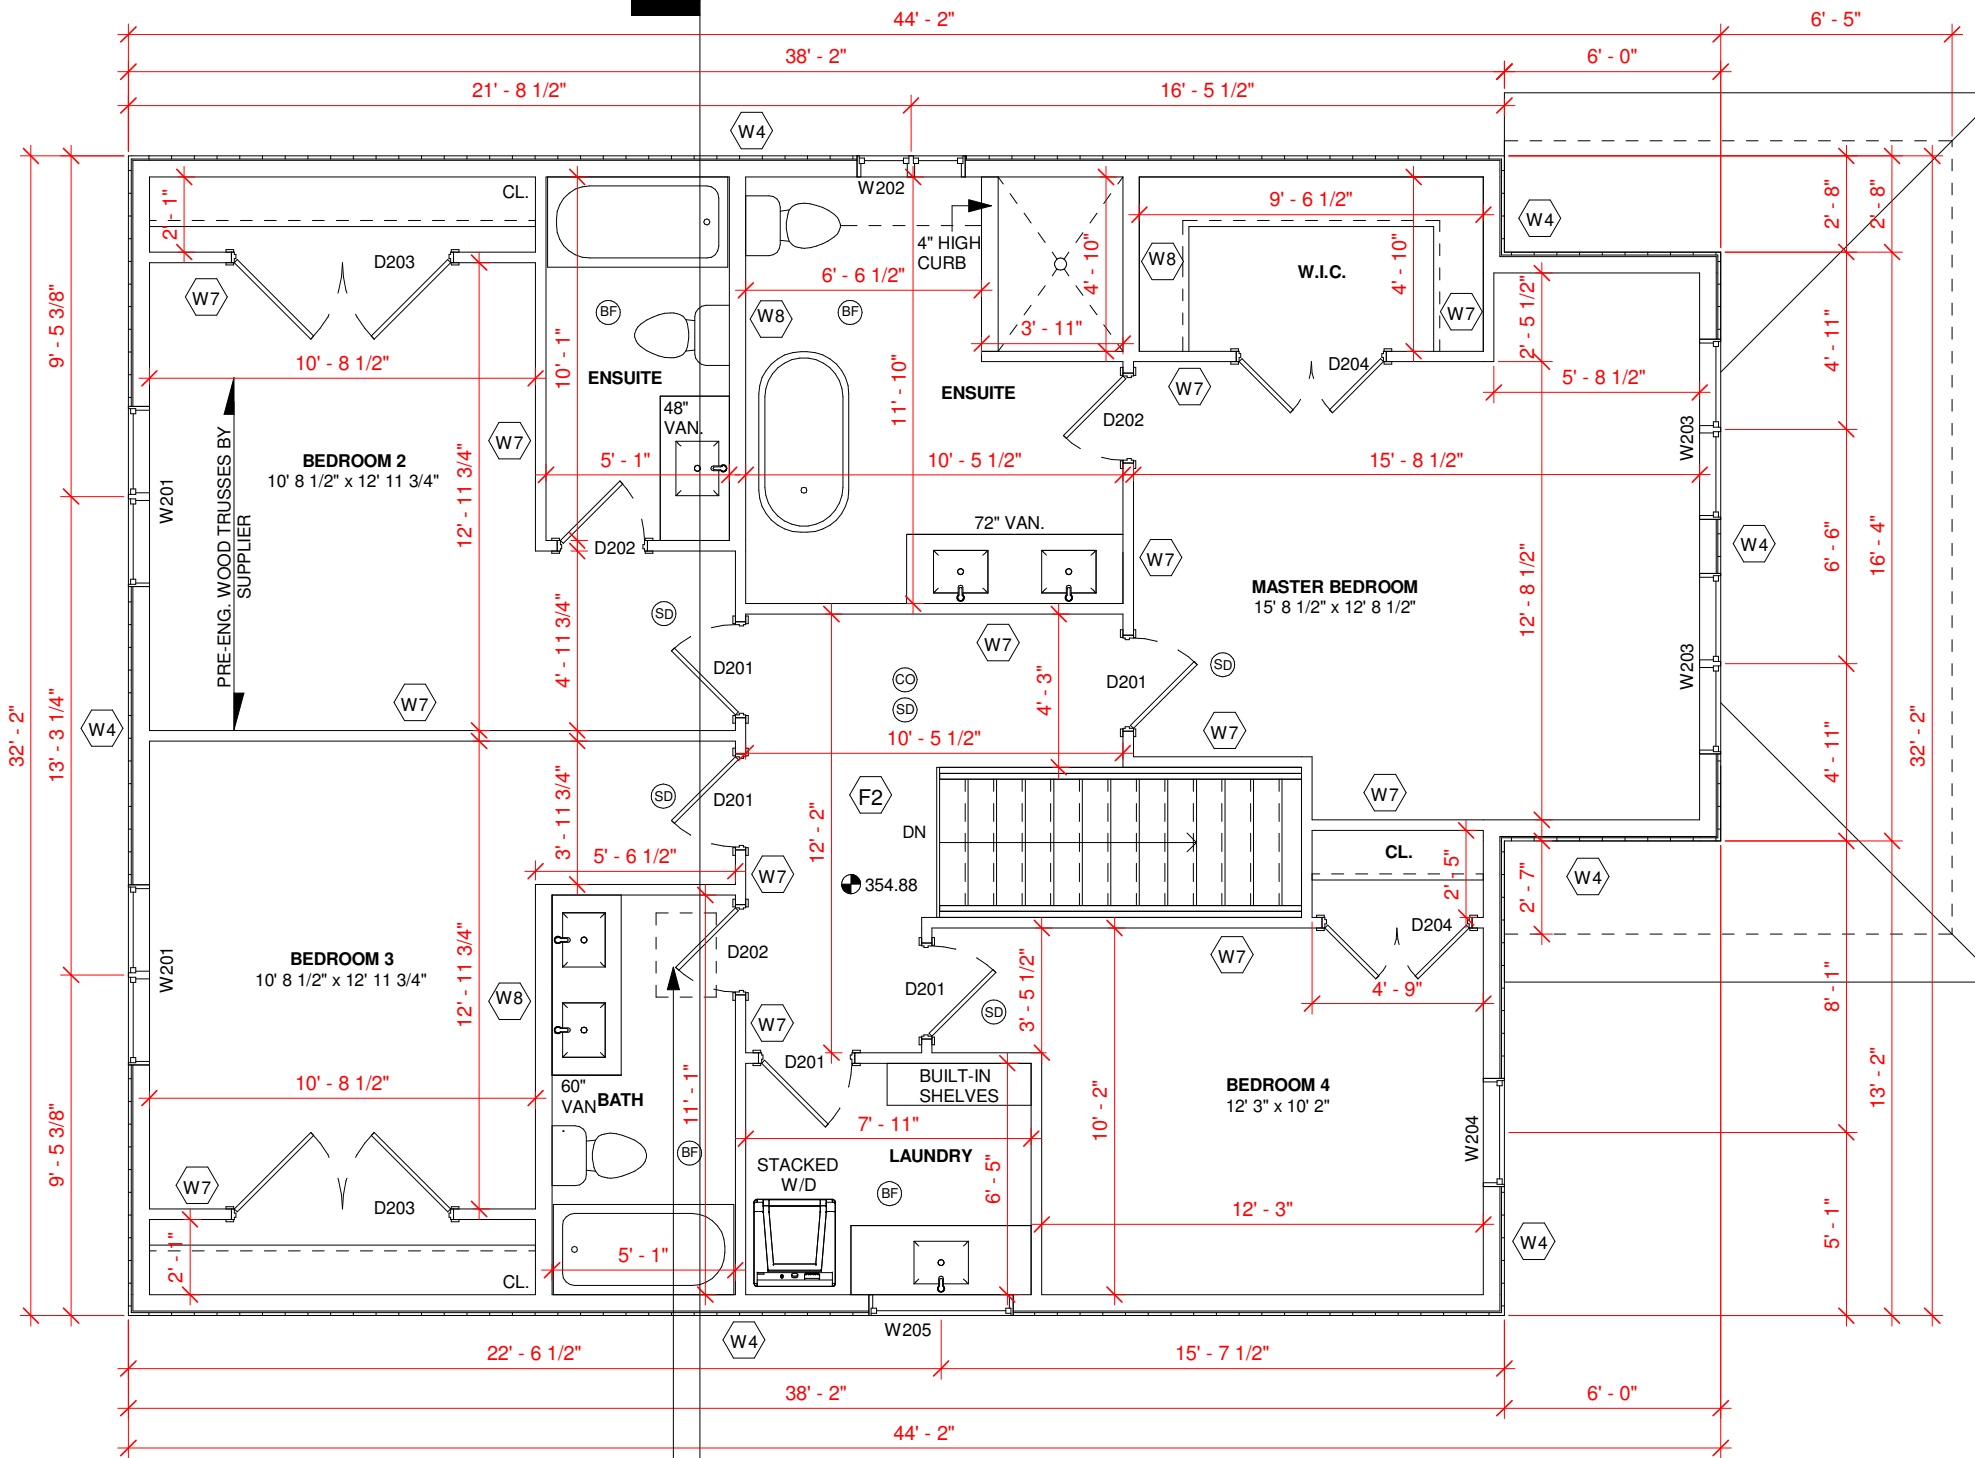 44' - 2"
6' - 5"
38' - 2"
6' - 0"
21' - 8 1/2"
16' - 5 1/2"
W4
W202
CL.
2' - 1"
D203
W7
9' - 5 3/8"
10' - 8 1/2"
BF
10' - 1"
ENSUITE
48"
VAN.
W7
5' - 1"
D202
BEDROOM 2
10' 8 1/2" x 12' 11 3/4"
12' - 11 3/4"
W201
PRE-ENG. WOOD TRUSSES BY
SUPPLIER
4" HIGH
CURB
6' - 6 1/2"
W8
BF
4' - 10"
3' - 11"
11' - 10"
ENSUITE
10' - 5 1/2"
72" VAN.
D202
9' - 6 1/2"
W8
W.I.C.
4' - 10"
W7
D204
W7
W4
2' - 8"
2' - 8"
2' - 5 1/2"
5' - 8 1/2"
4' - 11"
W203
15' - 8 1/2"
W7
MASTER BEDROOM
15' 8 1/2" x 12' 8 1/2"
12' - 8 1/2"
W4
6' - 6"
16' - 4"
W203
4' - 11"
32' - 2"
SD
4' - 11 3/4"
D201
W7
CO
SD
4' - 3"
D201
SD
W7
10' - 5 1/2"
W7
W4
32' - 2"
13' - 3 1/4"
W7
SD
D201
3' - 11 3/4"
5' - 6 1/2"
W7
F2
12' - 2"
DN
354.88
CL.
2' - 5"
2' - 7"
W4
D204
W7
4' - 9"
8' - 1"
13' - 2"
BEDROOM 3
10' 8 1/2" x 12' 11 3/4"
12' - 11 3/4"
W201
W8
D202
W7
D201
D201
SD
3' - 5 1/2"
10' - 8 1/2"
60"
VAN
BATH
11' - 1"
BF
BUILT-IN
SHELVES
7' - 11"
LAUNDRY
STACKED
W/D
BF
6' - 5"
10' - 2"
BEDROOM 4
12' 3" x 10' 2"
W204
12' - 3"
W4
5' - 1"
9' - 5 3/8"
W7
D203
2' - 1"
CL.
5' - 1"
W4
W205
22' - 6 1/2"
15' - 7 1/2"
38' - 2"
6' - 0"
44' - 2"